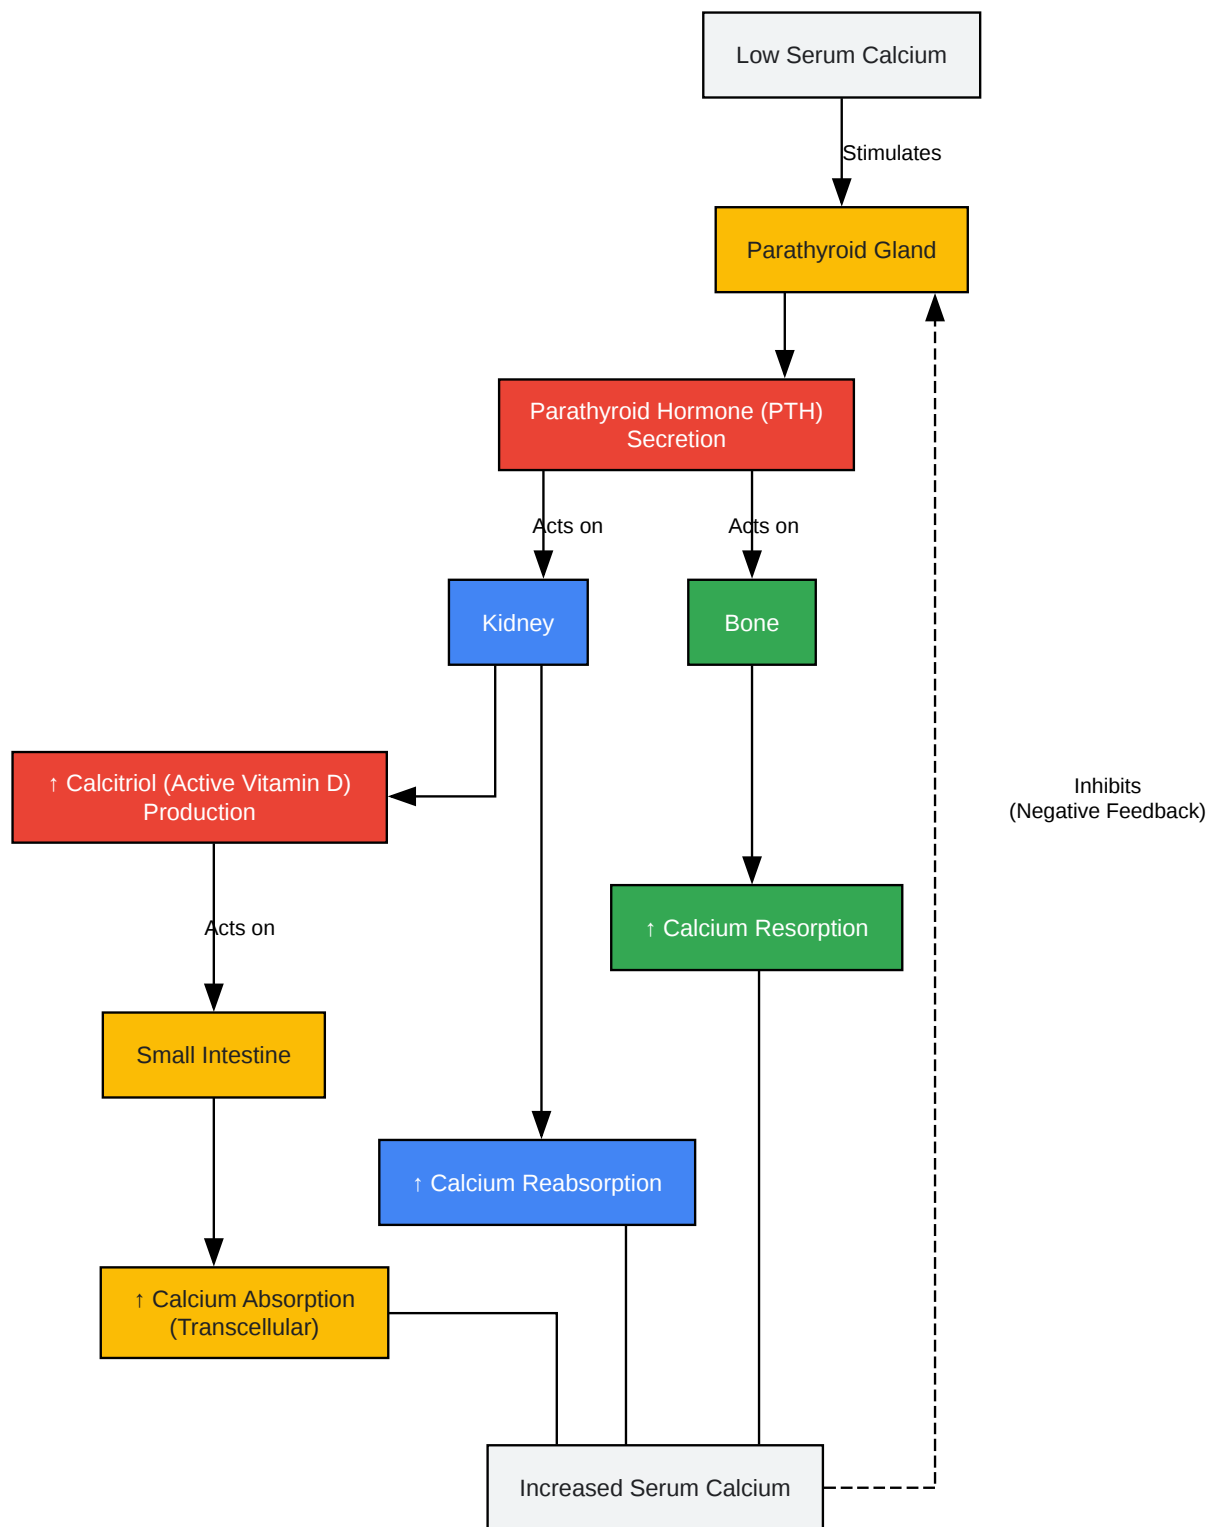 Low Serum Calcium
Stimulates
Parathyroid Gland
Parathyroid Hormone (PTH)
Secretion
Acts on
Acts on
Kidney
Bone
↑ Calcitriol (Active Vitamin D)
Production
Inhibits
(Negative Feedback)
Acts on
↑ Calcium Resorption
Small Intestine
↑ Calcium Reabsorption
↑ Calcium Absorption
(Transcellular)
Increased Serum Calcium